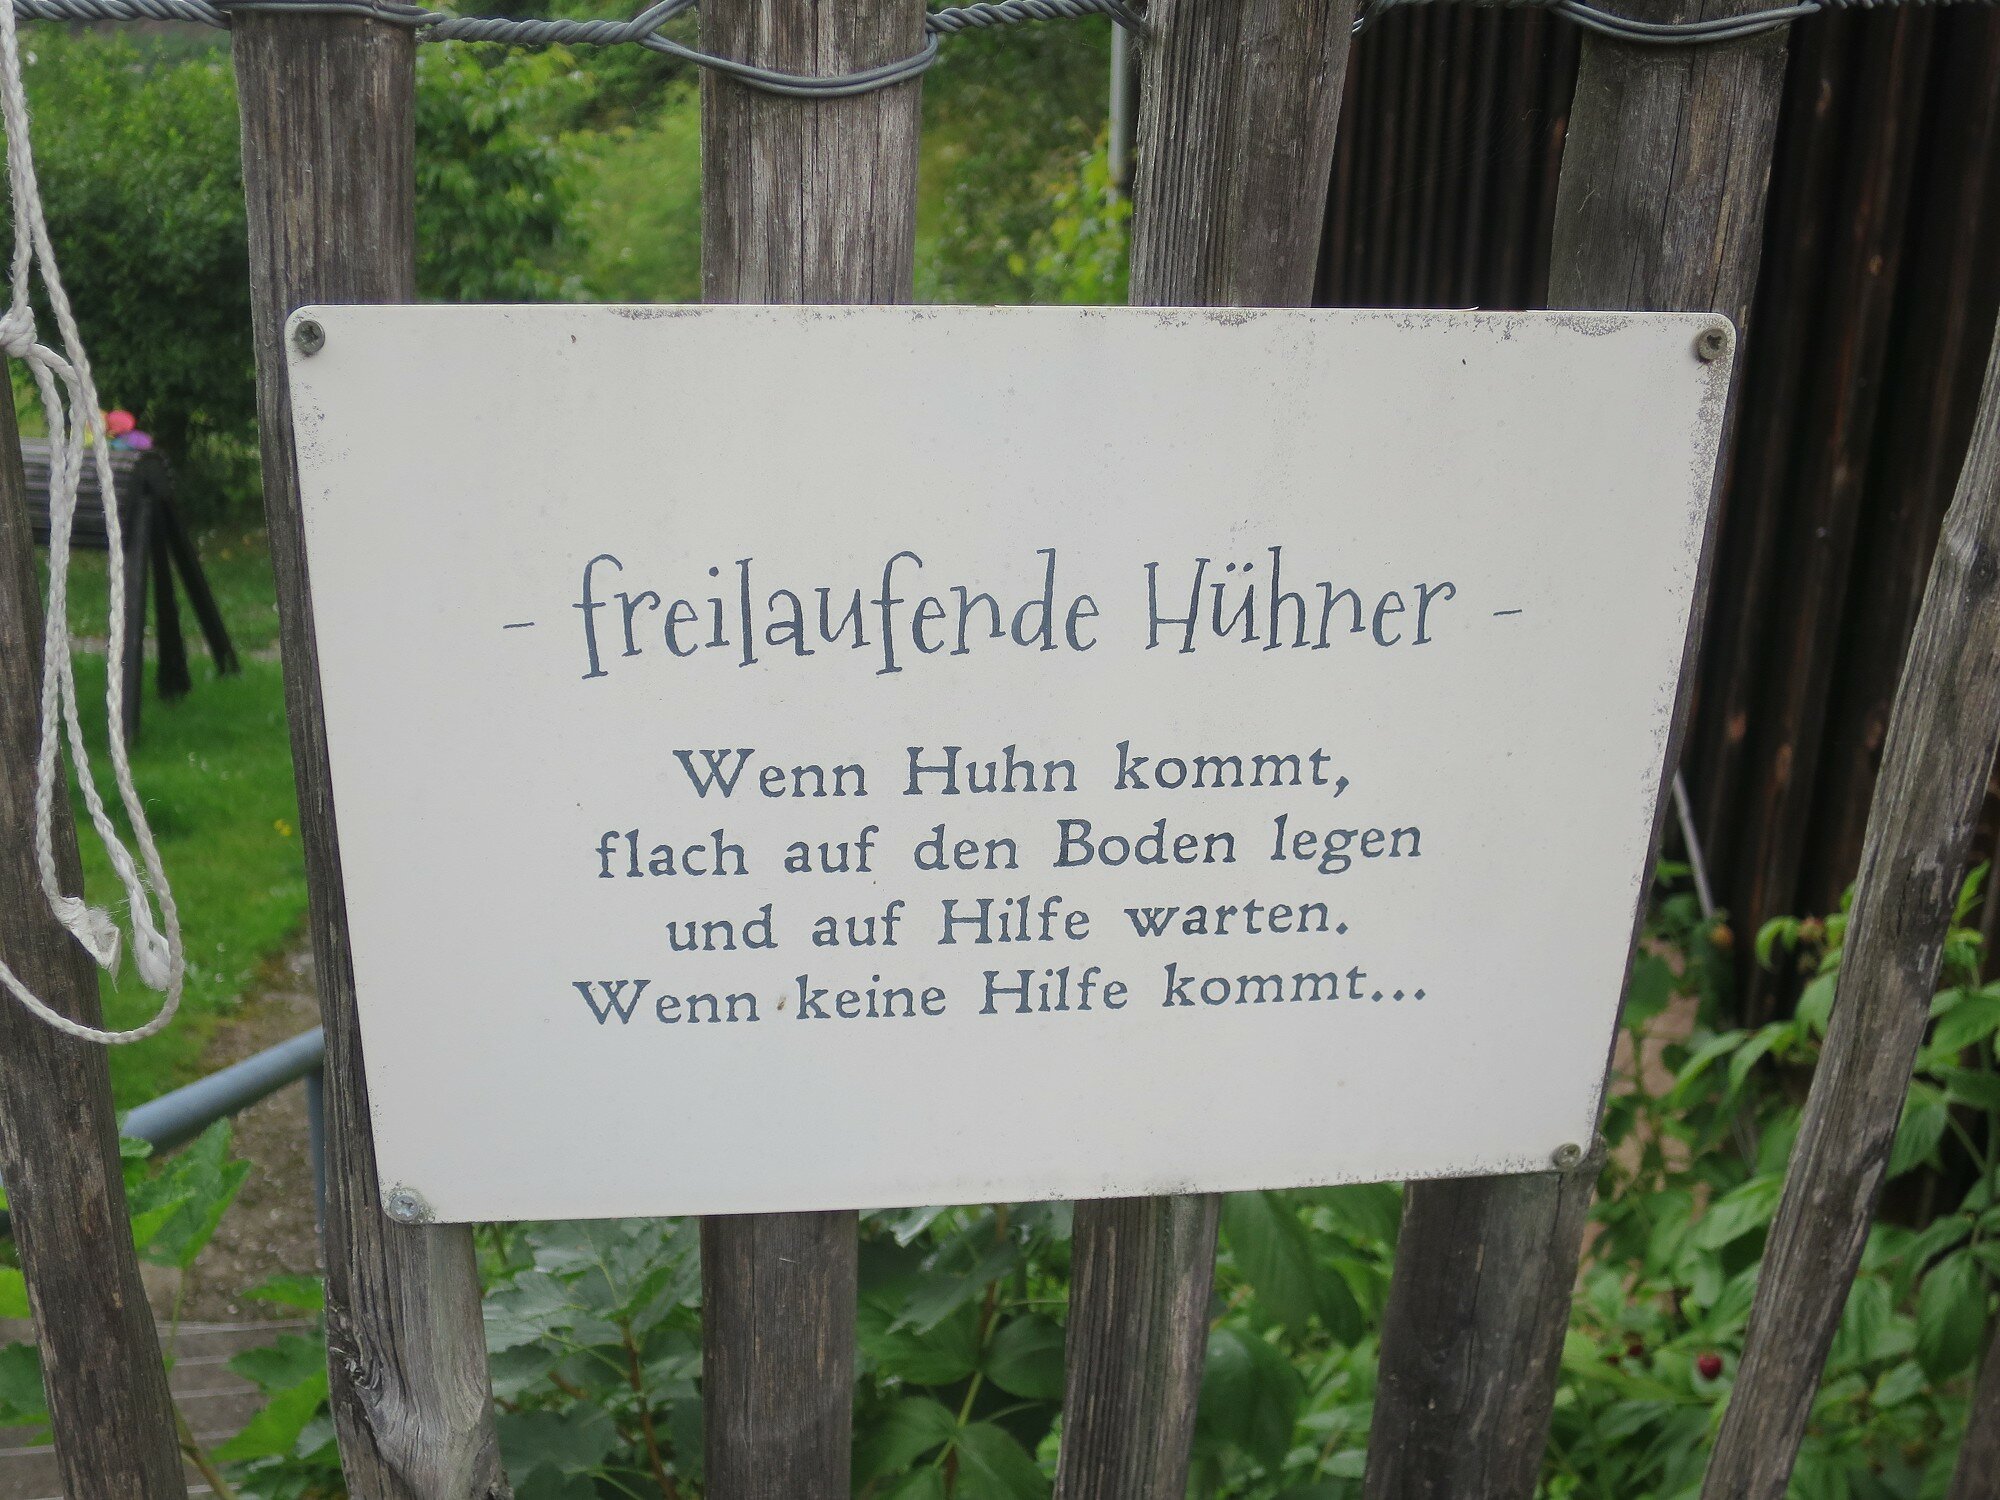 - freilaufende Hühner -
Wenn Huhn kommt,
flach auf den Boden legen
und auf Hilfe warten.
Wenn keine Hilfe kommt...